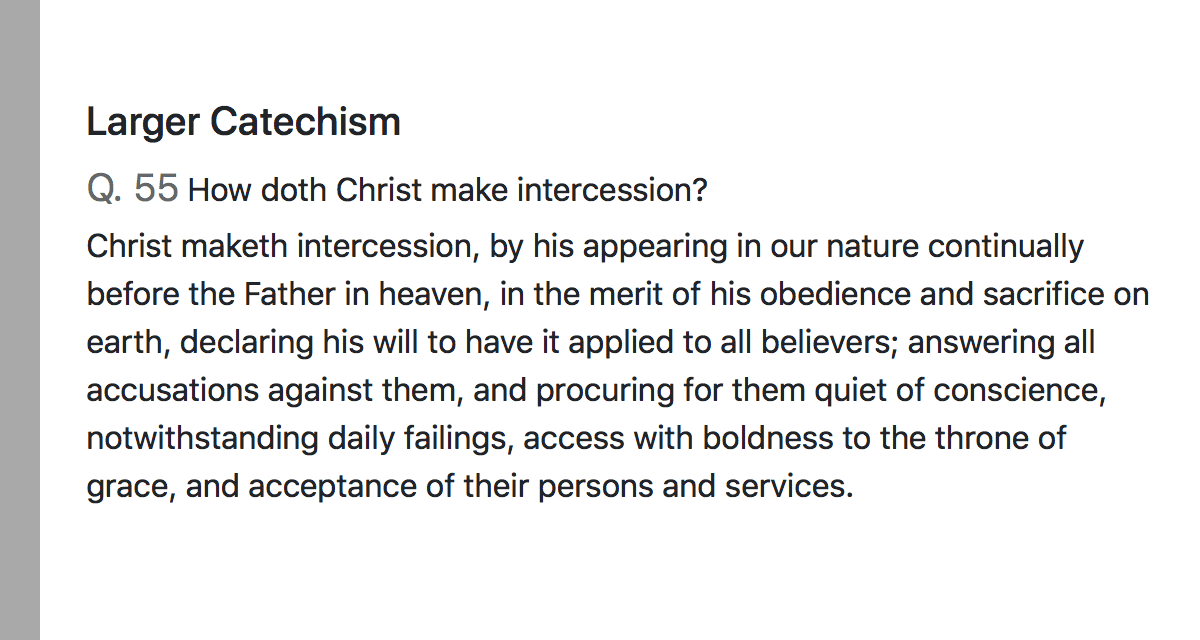 Larger Catechism
Q. 55 How doth Christ make intercession?
Christ maketh intercession, by his appearing in our nature continually
before the Father in heaven, in the merit of his obedience and sacrifice on
earth, declaring his will to have it applied to all believers; answering all
accusations against them, and procuring for them quiet of conscience,
notwithstanding daily failings, access with boldness to the throne of
grace, and acceptance of their persons and services.